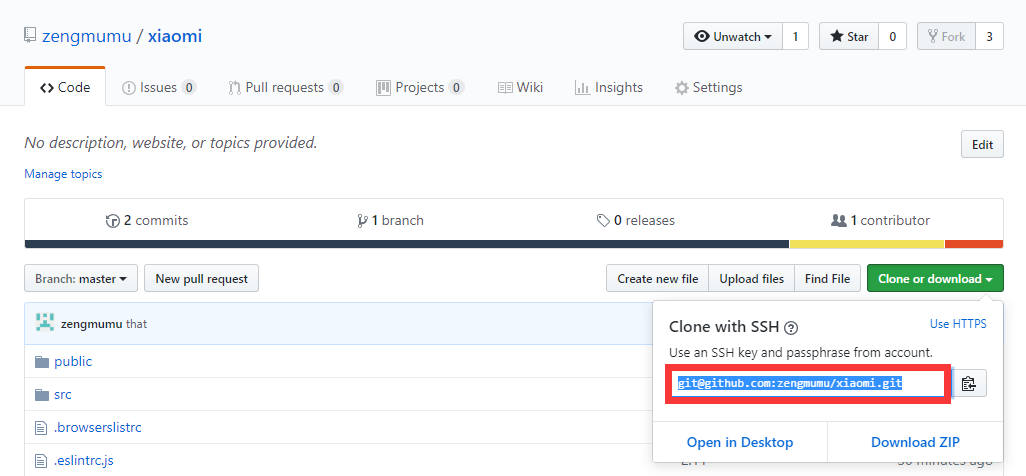 zengmumu / xiaomi
Unwatch 1 Star 0 Fork 3
Code Issues 0 Pull requests 0 Projects 0 Wiki Insights Settings
No description, website, or topics provided. Edit
Manage topics
2 commits 1 branch 0 releases 1 contributor
Branch: master New pull request Create new file Upload files Find File Clone or download
zengmumu that
public
src
.browserslistrc
.eslintrc.js
Clone with SSH ? Use HTTPS
Use an SSH key and passphrase from account.
git@github.com:zengmumu/xiaomi.git
Open in Desktop Download ZIP